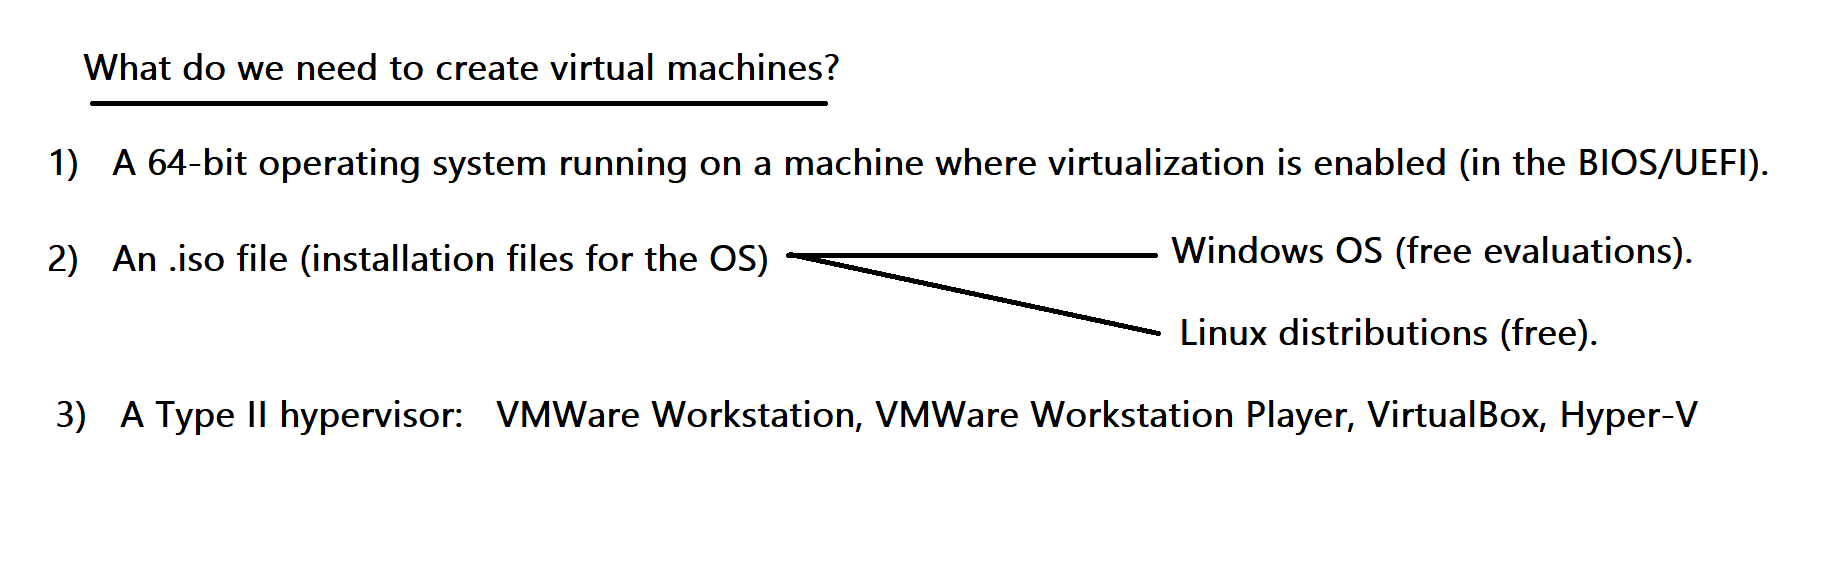 What do we need to create virtual machines?
1) A 64-bit operating system running on a machine where virtualization is enabled (in the BIOS/UEFI).
2) An .iso file (installation files for the OS) Windows OS (free evaluations).
Linux distributions (free).
3) A Type II hypervisor: VMWare Workstation, VMWare Workstation Player, VirtualBox, Hyper-V